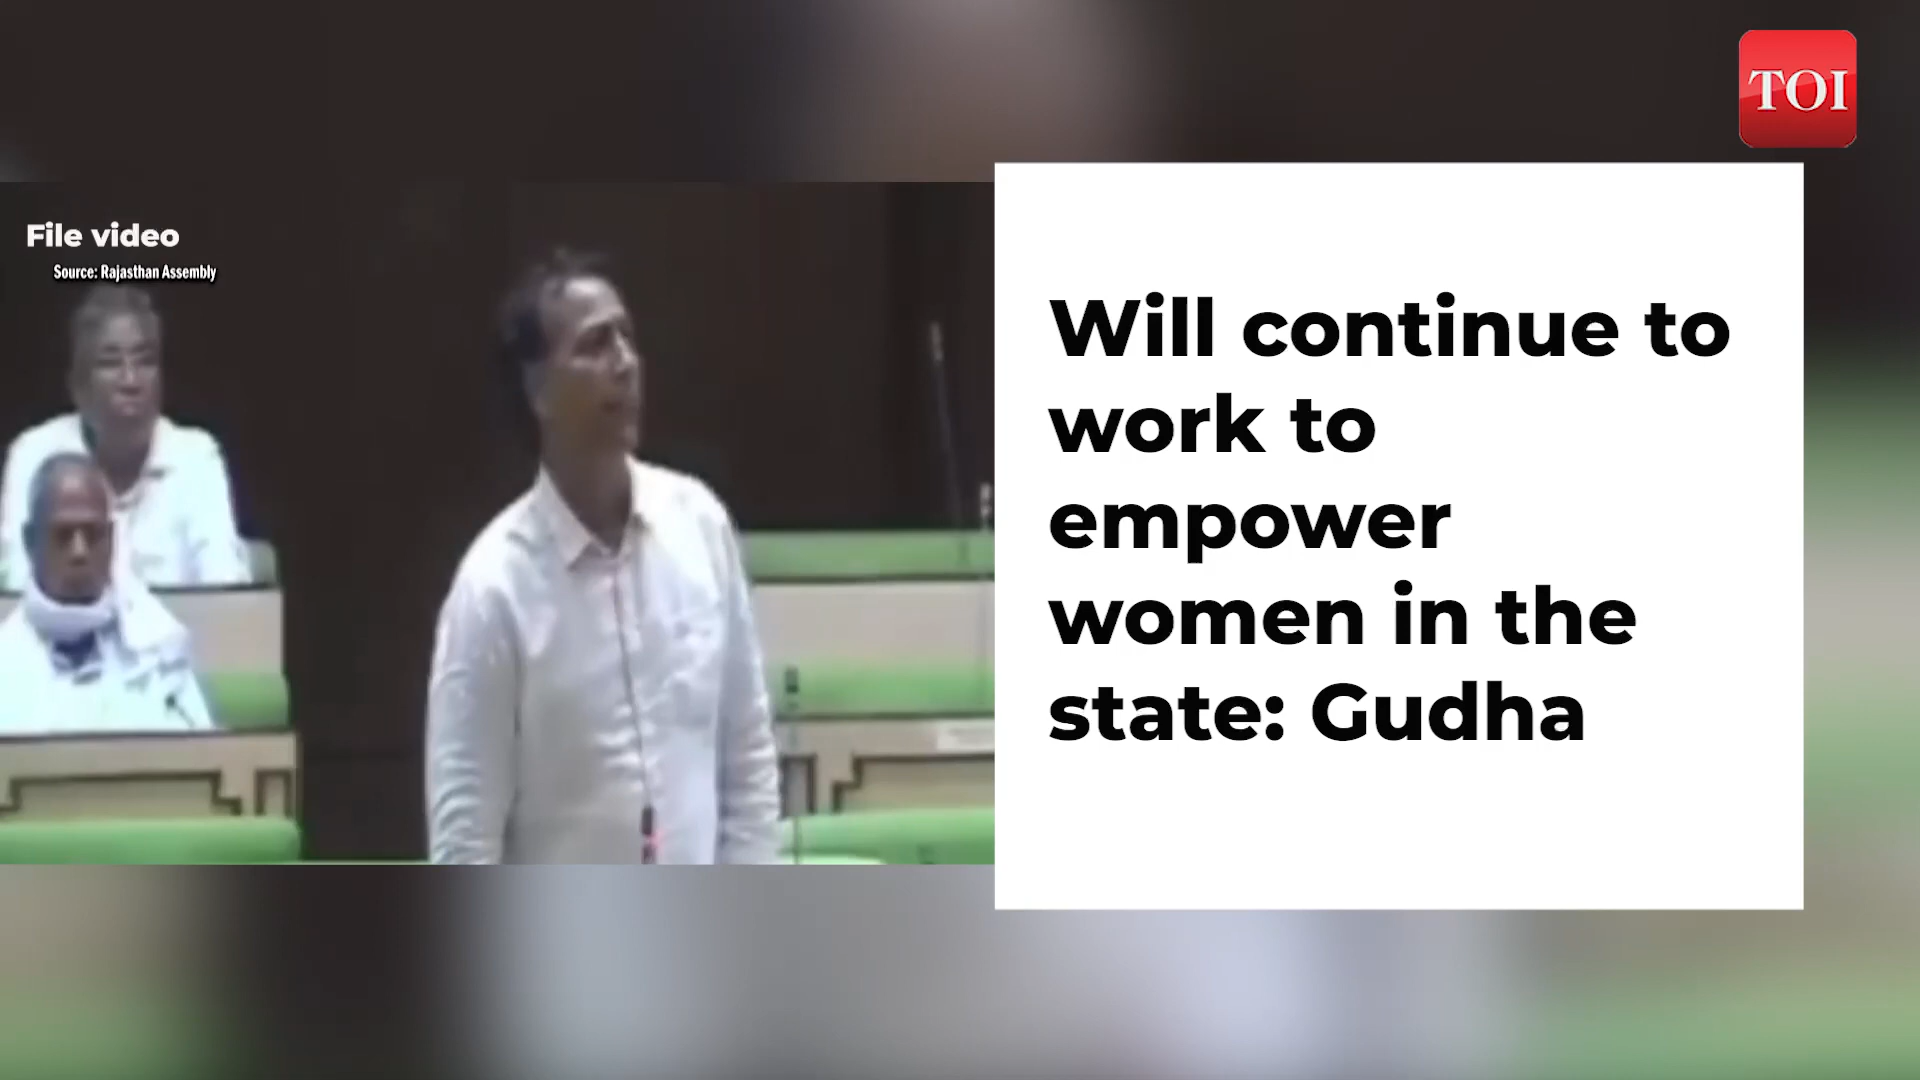 TOI
File video
Source: Rajasthan Assembly
Will continue to
work to
empower
women in the
state: Gudha